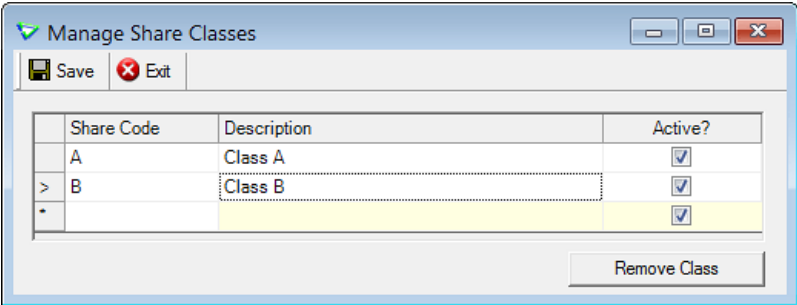 Manage Share Classes
Save Exit
Share Code Description Active?
A Class A
> B Class B
*
Remove Class